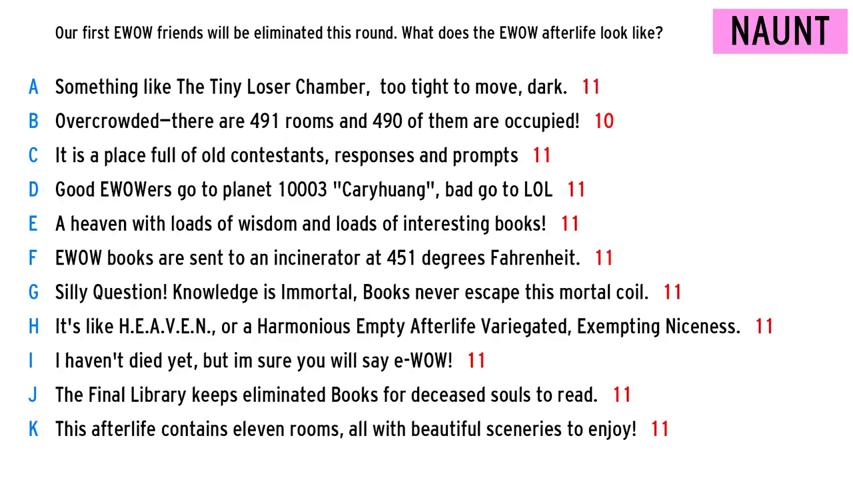 Our first EWOW friends will be eliminated this round. What does the EWOW afterlife look like?
NAUNT
A Something like The Tiny Loser Chamber, too tight to move, dark. 11
B Overcrowded—there are 491 rooms and 490 of them are occupied! 10
C It is a place full of old contestants, responses and prompts 11
D Good EWOWers go to planet 10003 "Caryhuang", bad go to LOL 11
E A heaven with loads of wisdom and loads of interesting books! 11
F EWOW books are sent to an incinerator at 451 degrees Fahrenheit. 11
G Silly Question! Knowledge is Immortal, Books never escape this mortal coil. 11
H It's like H.E.A.V.E.N., or a Harmonious Empty Afterlife Variegated, Exempting Niceness. 11
I I haven't died yet, but im sure you will say e-WOW! 11
J The Final Library keeps eliminated Books for deceased souls to read. 11
K This afterlife contains eleven rooms, all with beautiful sceneries to enjoy! 11